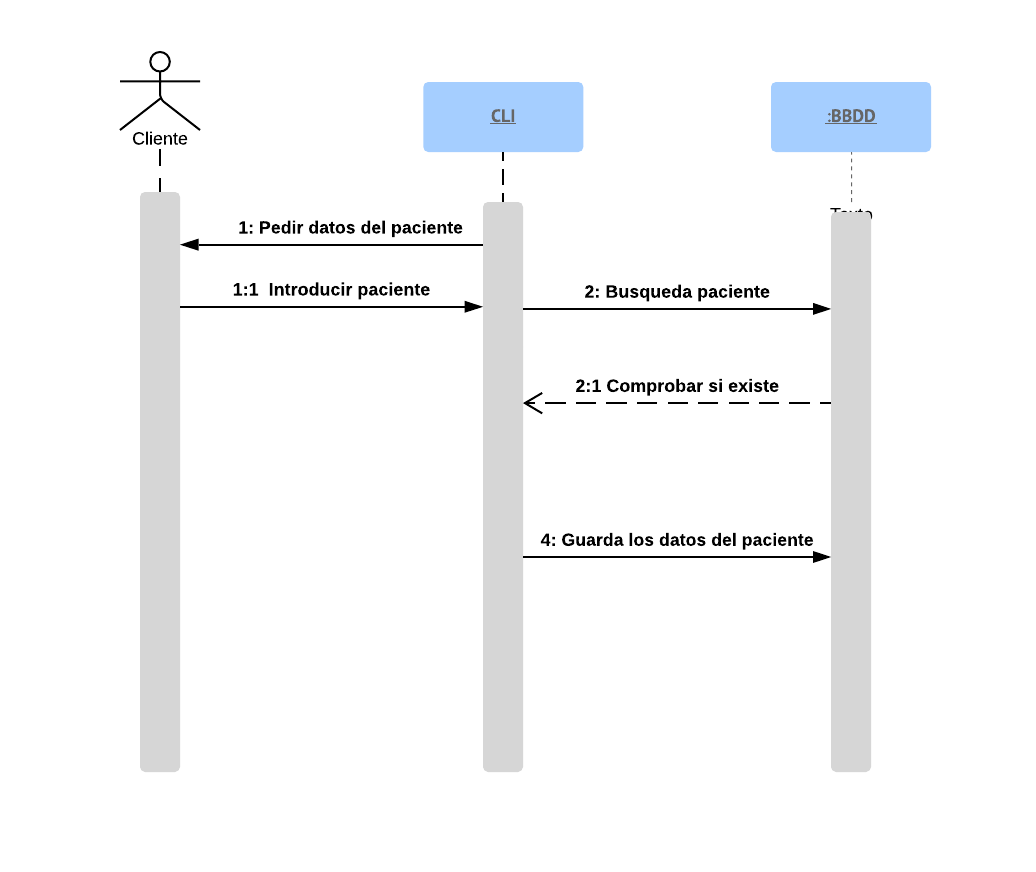 Cliente
CLI
:BBDD
1: Pedir datos del paciente
1:1  Introducir paciente
2: Busqueda paciente
2:1 Comprobar si existe
4: Guarda los datos del paciente